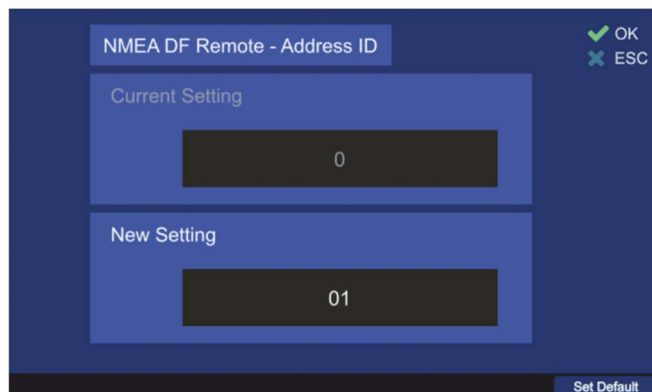 NMEA DF Remote - Address ID
OK
ESC
Current Setting
0
New Setting
01
Set Default